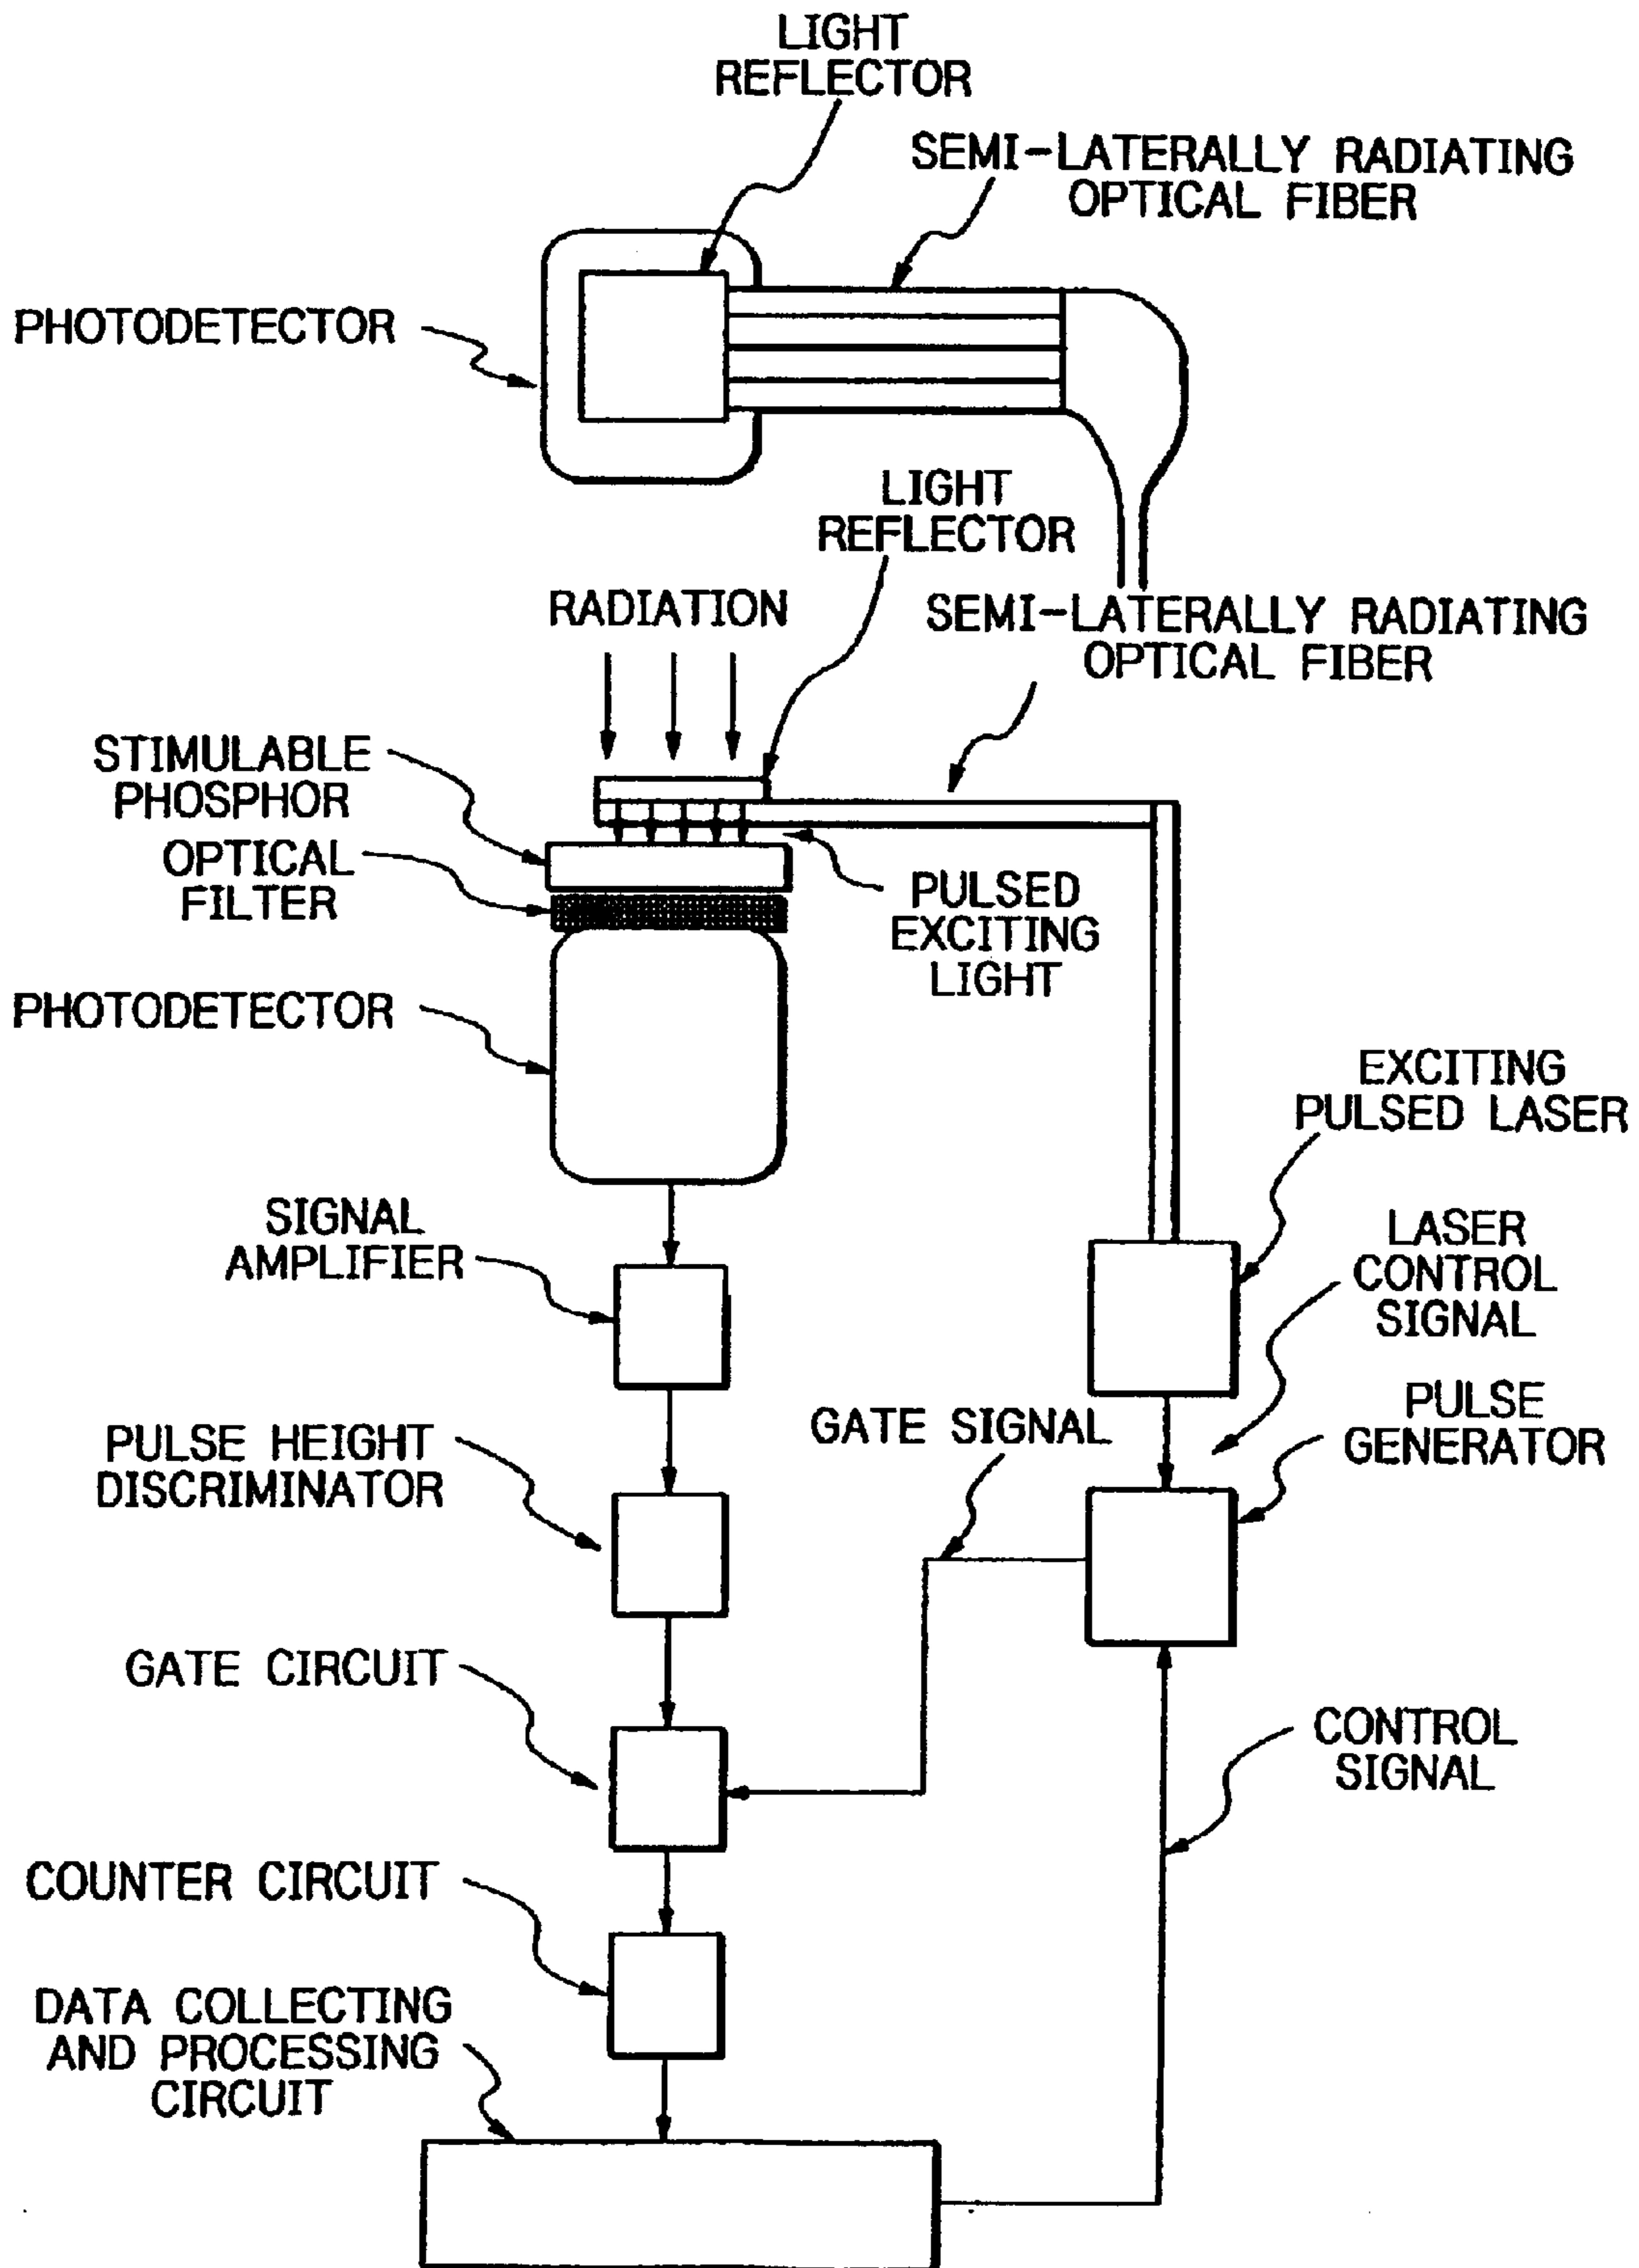 LIGHT
REFLECTOR
SEMI-LATERALLY RADIATING
OPTICAL FIBER
PHOTODETECTOR
LIGHT
REFLECTOR
RADIATION
SEMI-LATERALLY RADIATING
OPTICAL FIBER
STIMULABLE
PHOSPHOR
OPTICAL
FILTER
PULSED
EXCITING
LIGHT
PHOTODETECTOR
EXCITING
PULSED LASER
SIGNAL
AMPLIFIER
LASER
CONTROL
SIGNAL
PULSE
GENERATOR
GATE SIGNAL
PULSE HEIGHT
DISCRIMINATOR
GATE CIRCUIT
CONTROL
SIGNAL
COUNTER CIRCUIT
DATA COLLECTING
AND PROCESSING
CIRCUIT